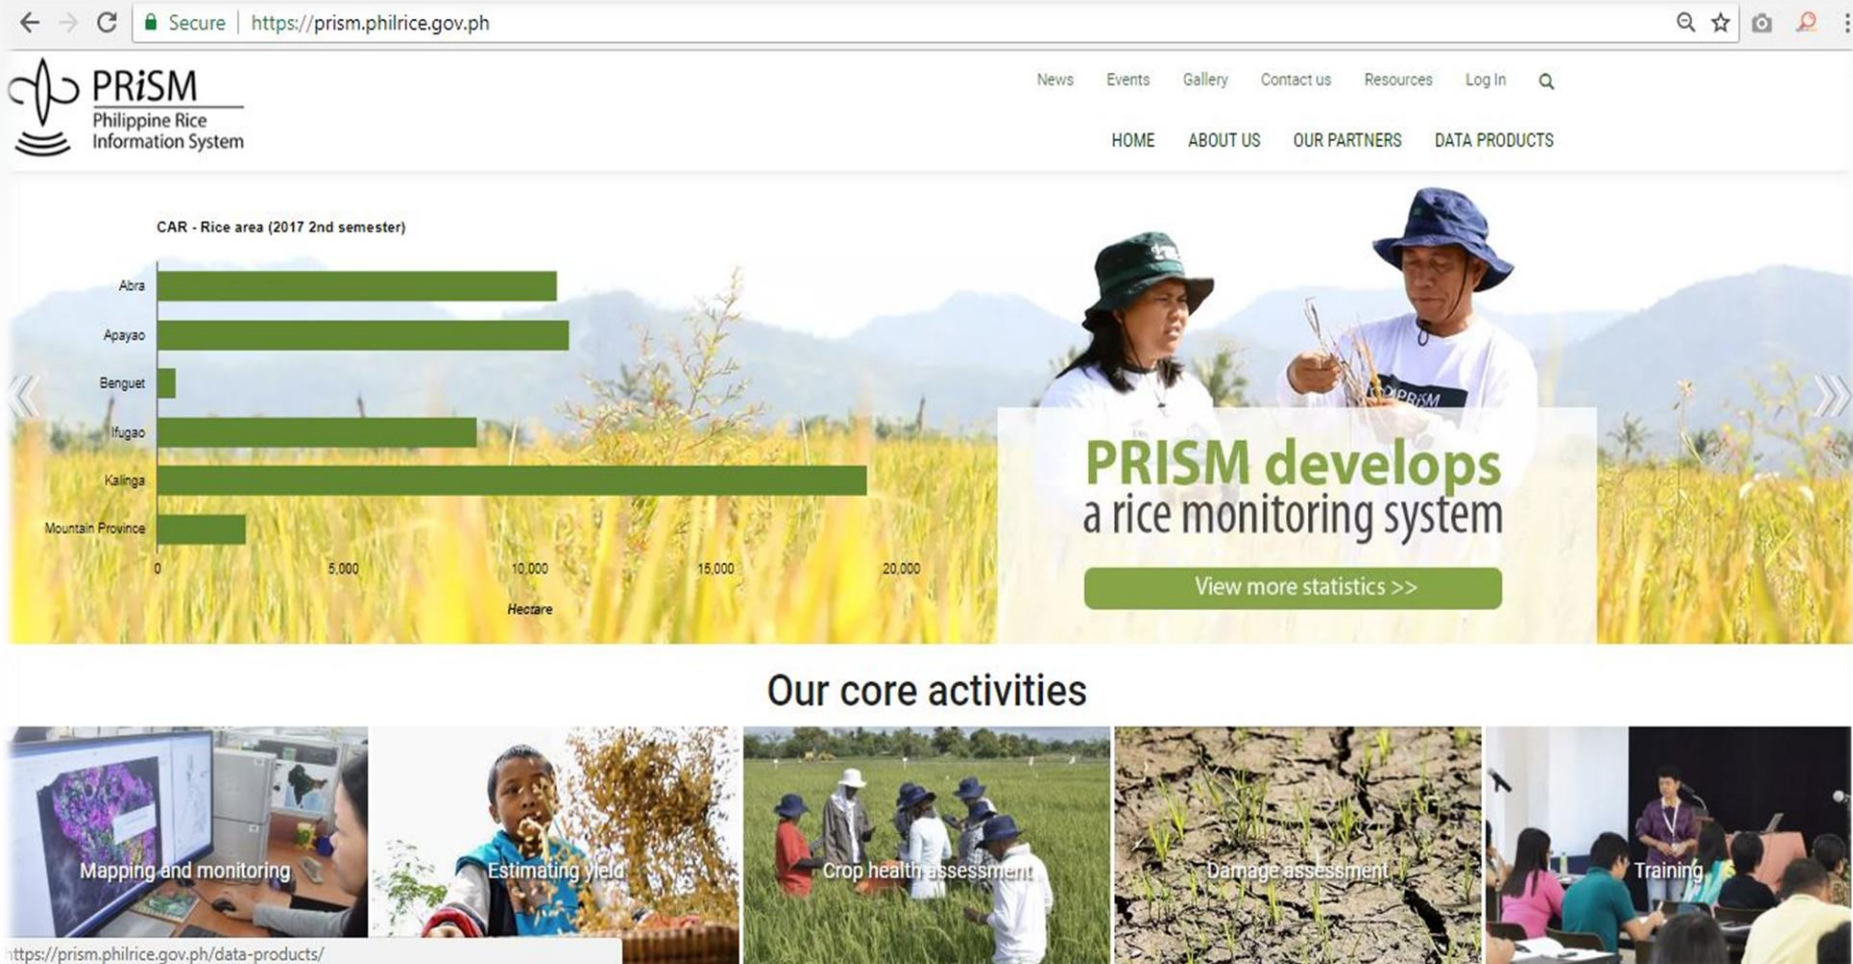 Secure https://prism.philrice.gov.ph
PRiSM
Philippine Rice
Information System
News Events Gallery Contact us Resources Log In
HOME ABOUT US OUR PARTNERS DATA PRODUCTS
CAR - Rice area (2017 2nd semester)
Abra
Apayao
Benguet
Ifugao
Kalinga
Mountain Province
0 5,000 10,000 15,000 20,000
Hectare
PRiSM
PRISM develops
a rice monitoring system
View more statistics >>
Our core activities
Mapping and monitoring Estimating yield Crop health assessment Damage assessment Training
https://prism.philrice.gov.ph/data-products/